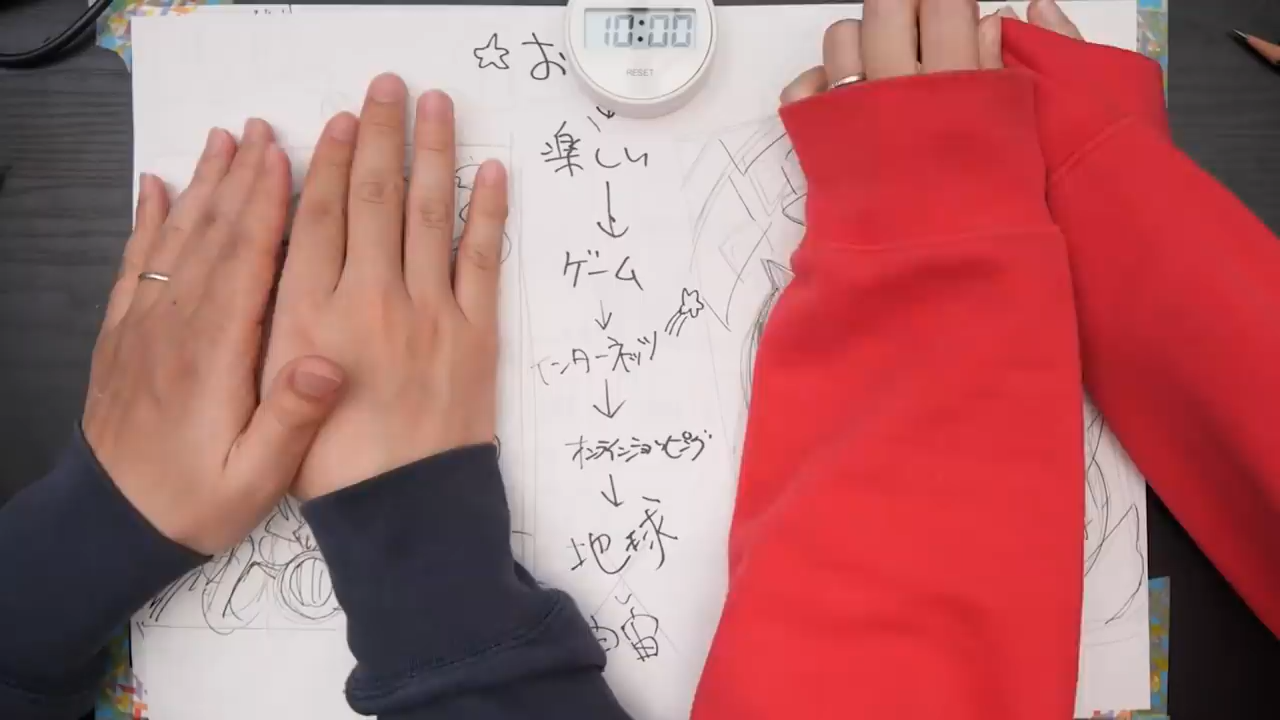 10:00
RESET
☆お
楽しい
↓
ゲーム
↓
インターネッツ
↓
オンラインショッピング
↓
地球
宙